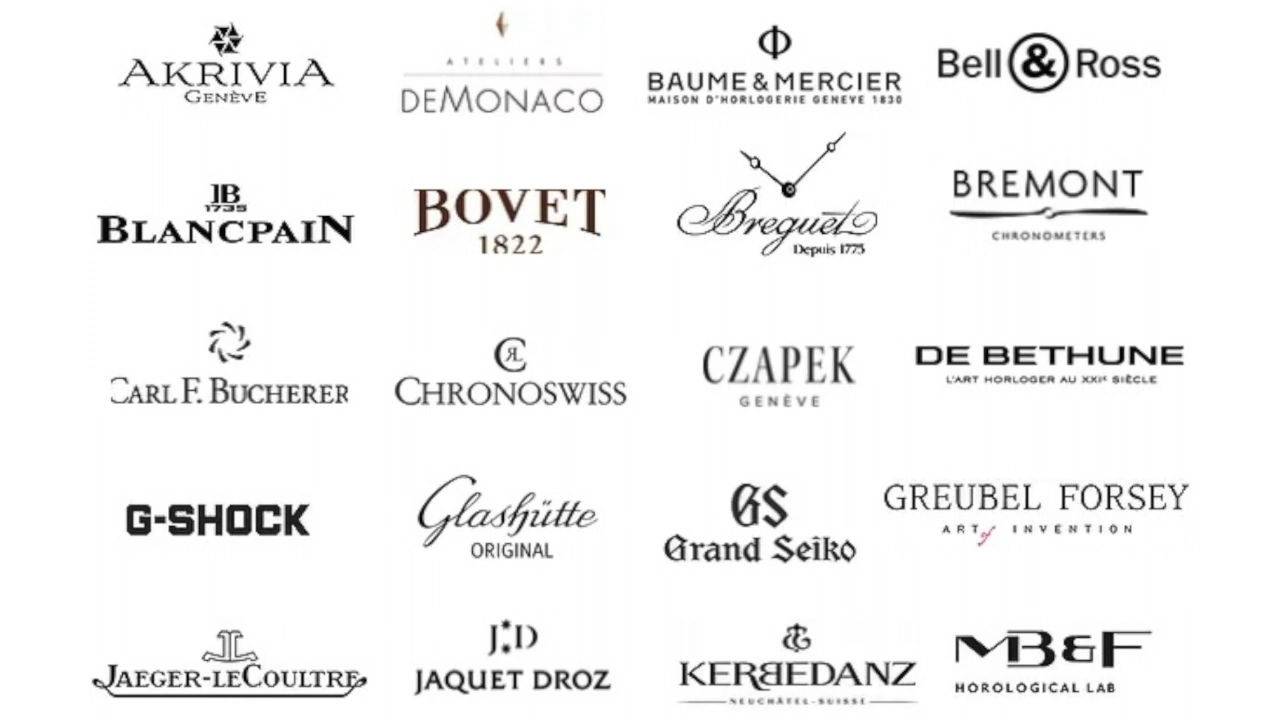 AKRIVIA
GENÈVE
ATELIERS
DEMONACO
BAUME & MERCIER
MAISON D'HORLOGERIE GENEVE 1830
Bell & Ross
JB
1735
BLANCPAIN
BOVET
1822
Breguet
Depuis 1775
BREMONT
CHRONOMETERS
CARL F. BUCHERER
CHRONOSWISS
CZAPEK
GENÈVE
DE BETHUNE
L'ART HORLOGER AU XXIE SIÈCLE
G-SHOCK
Glashütte
ORIGINAL
GS
Grand Seiko
GREUBEL FORSEY
ART of INVENTION
JAEGER-LECOULTRE
JD
JAQUET DROZ
KERBEDANZ
NEUCHÂTEL-SUISSE
MB&F
HOROLOGICAL LAB